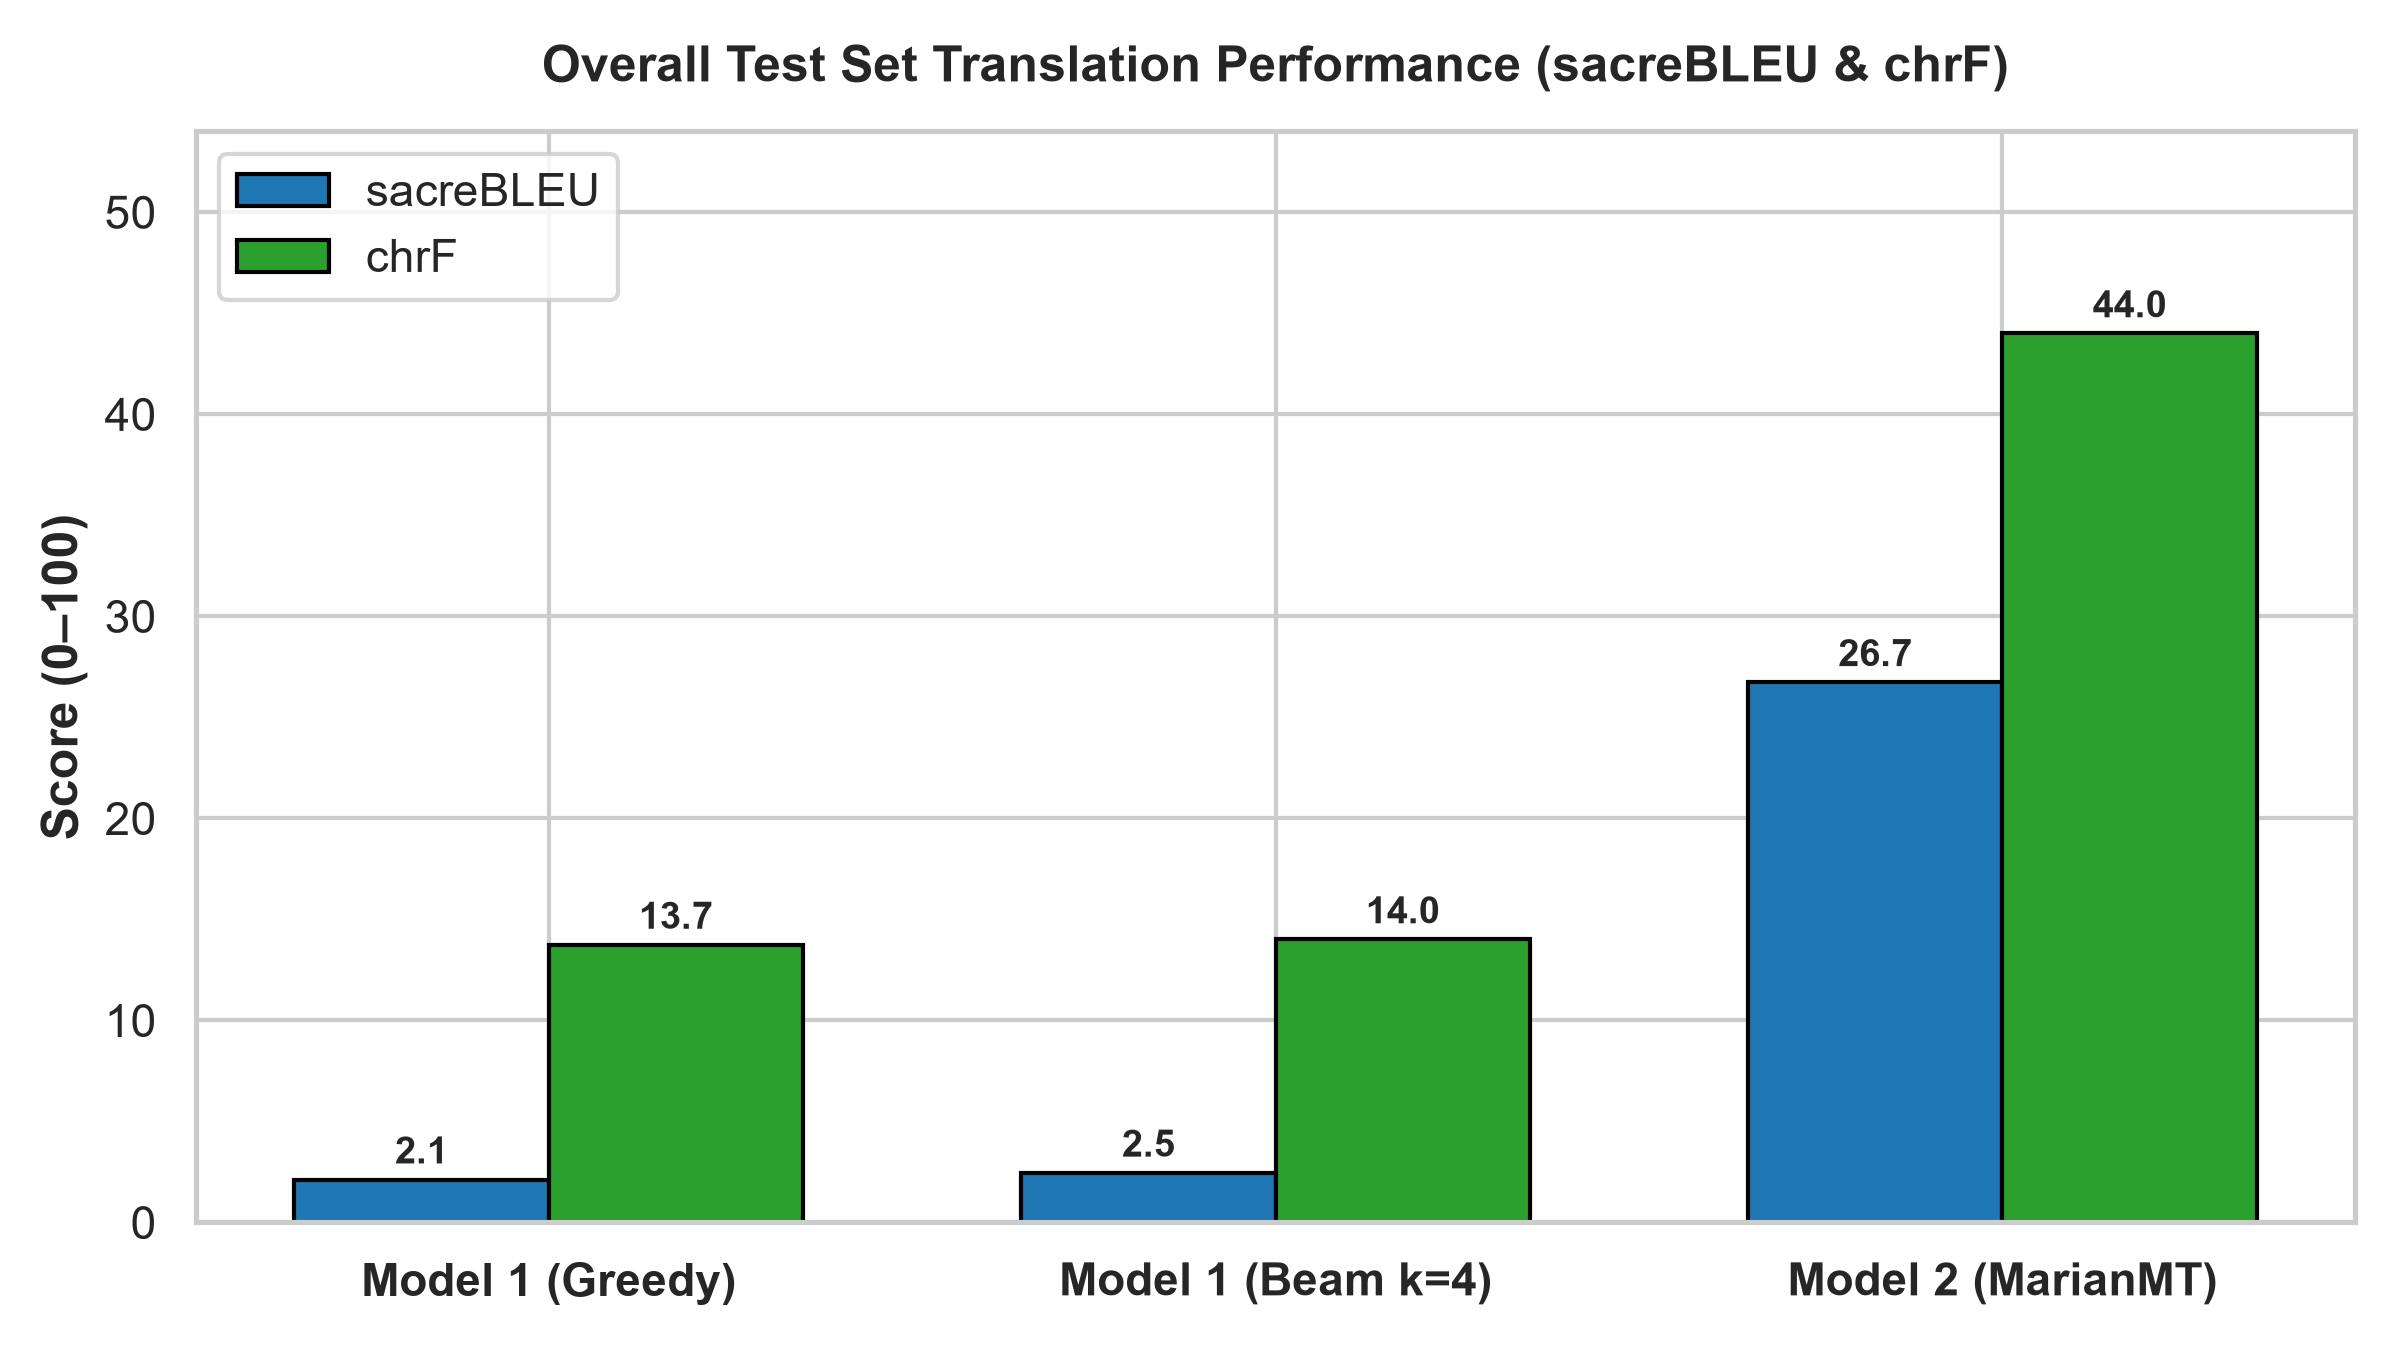 Overall Test Set Translation Performance (sacreBLEU & chrF)
sacreBLEU
chrF
Score (0–100)
50
40
30
20
10
0
2.1
13.7
2.5
14.0
26.7
44.0
Model 1 (Greedy)
Model 1 (Beam k=4)
Model 2 (MarianMT)